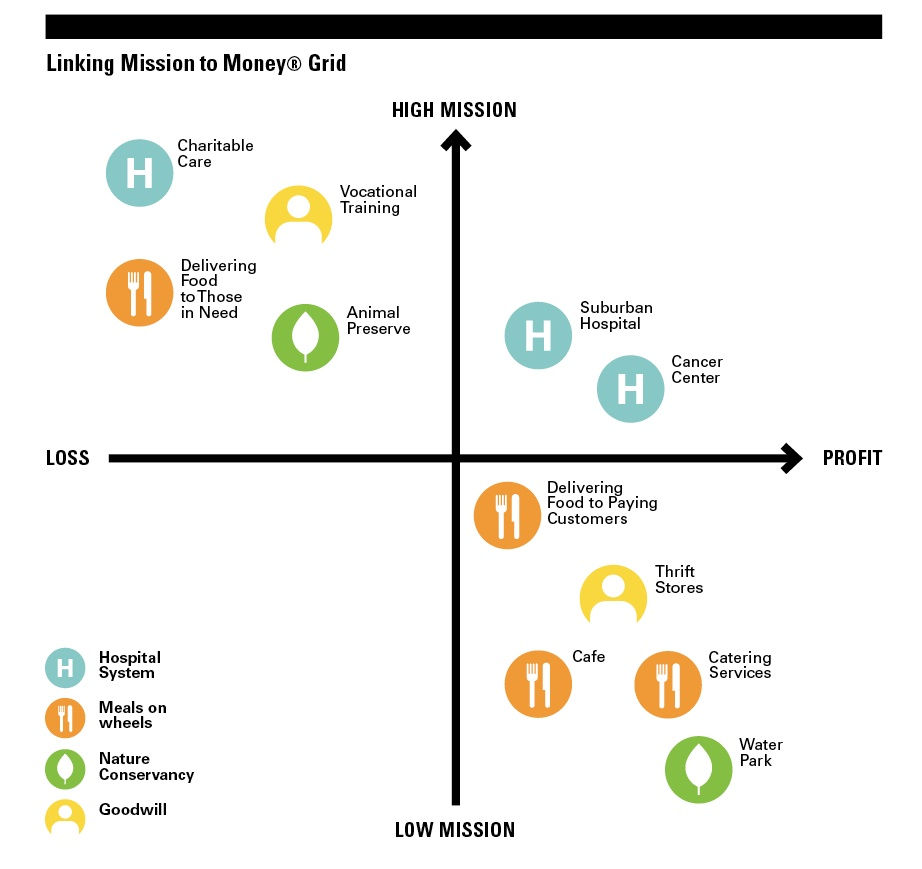 Linking Mission to Money® Grid
HIGH MISSION
Charitable
Care
H
Vocational
Training
Delivering
Food
to Those
in Need
Animal
Preserve
Suburban
Hospital
H
Cancer
Center
H
LOSS
PROFIT
Delivering
Food to Paying
Customers
Thrift
Stores
Cafe
Catering
Services
Water
Park
H
Hospital
System
Meals on
wheels
Nature
Conservancy
Goodwill
LOW MISSION